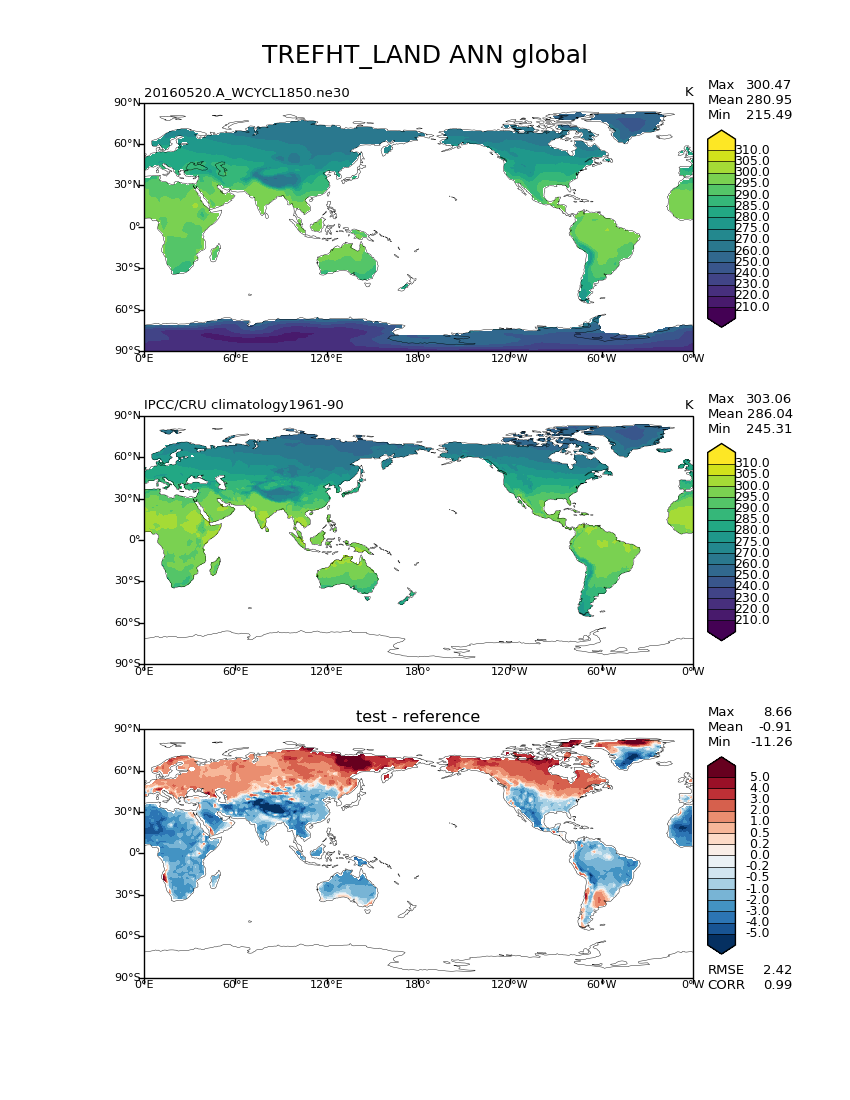 TREFHT_LAND ANN global
20160520.A_WCYCL1850.ne30
K
Max 300.47
Mean 280.95
Min 215.49
90°N
60°N
30°N
0°
30°S
60°S
90°S
0°E 60°E 120°E 180° 120°W 60°W 0°W
310.0
305.0
300.0
295.0
290.0
285.0
280.0
275.0
270.0
260.0
250.0
240.0
230.0
220.0
210.0
IPCC/CRU climatology1961-90
K
Max 303.06
Mean 286.04
Min 245.31
90°N
60°N
30°N
0°
30°S
60°S
90°S
0°E 60°E 120°E 180° 120°W 60°W 0°W
310.0
305.0
300.0
295.0
290.0
285.0
280.0
275.0
270.0
260.0
250.0
240.0
230.0
220.0
210.0
test - reference
Max 8.66
Mean -0.91
Min -11.26
90°N
60°N
30°N
0°
30°S
60°S
90°S
0°E 60°E 120°E 180° 120°W 60°W 0°W
5.0
4.0
3.0
2.0
1.0
0.5
0.2
0.0
-0.2
-0.5
-1.0
-2.0
-3.0
-4.0
-5.0
RMSE 2.42
CORR 0.99